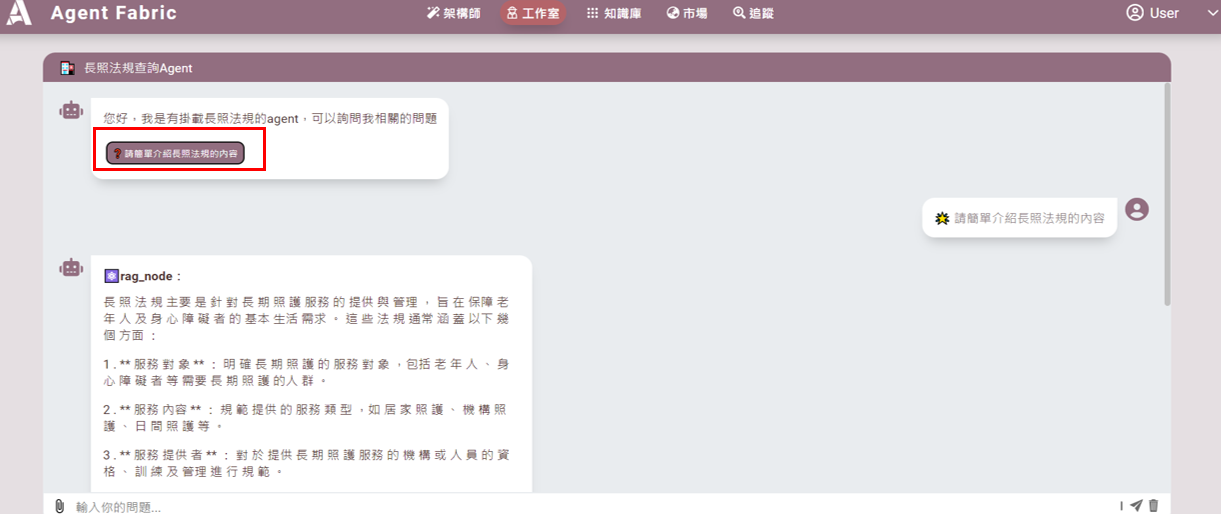 Agent Fabric
架構師
工作室
知識庫
市場
追蹤
User
長照法規查詢Agent
您好，我是有掛載長照法規的agent，可以詢問我相關的問題
請簡單介紹長照法規的內容
請簡單介紹長照法規的內容
rag_node：
長照法規主要是針對長期照護服務的提供與管理，旨在保障老
年人及身心障礙者的基本生活需求。這些法規通常涵蓋以下幾
個方面：
1.**服務對象**：明確長期照護的服務對象，包括老年人、身
心障礙者等需要長期照護的人群。
2.**服務內容**：規範提供的服務類型，如居家照護、機構照
護、日間照護等。
3.**服務提供者**：對於提供長期照護服務的機構或人員的資
格、訓練及管理進行規範。
輸入你的問題...